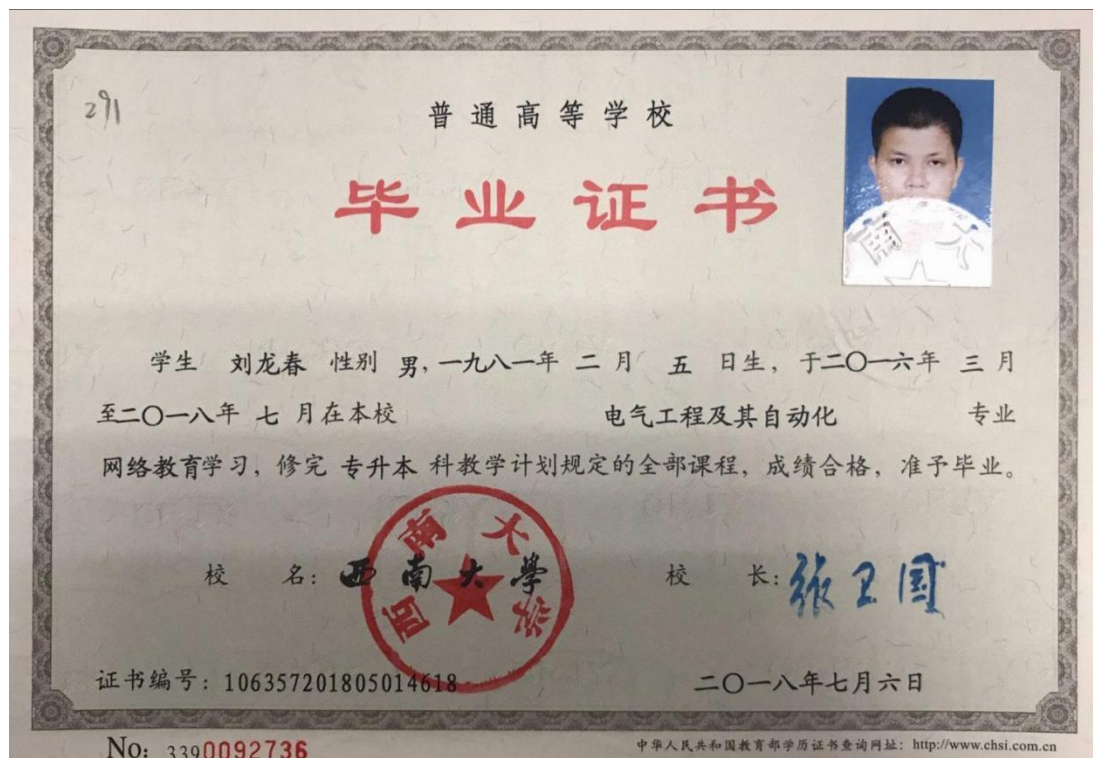 291
普通高等学校
毕业证书
南大
学生 刘龙春 性别 男，一九八一年 二 月 五 日生，于二〇一六年 三 月
至二〇一八年 七 月在本校 电气工程及其自动化 专业
网络教育学习，修完 专升本 科教学计划规定的全部课程，成绩合格，准予毕业。
西南大学
校 名：西南大學 校 长：张卫国
证书编号：106357201805014618 二〇一八年七月六日
No: 3390092736 中华人民共和国教育部学历证书查询网址：http://www.chsi.com.cn